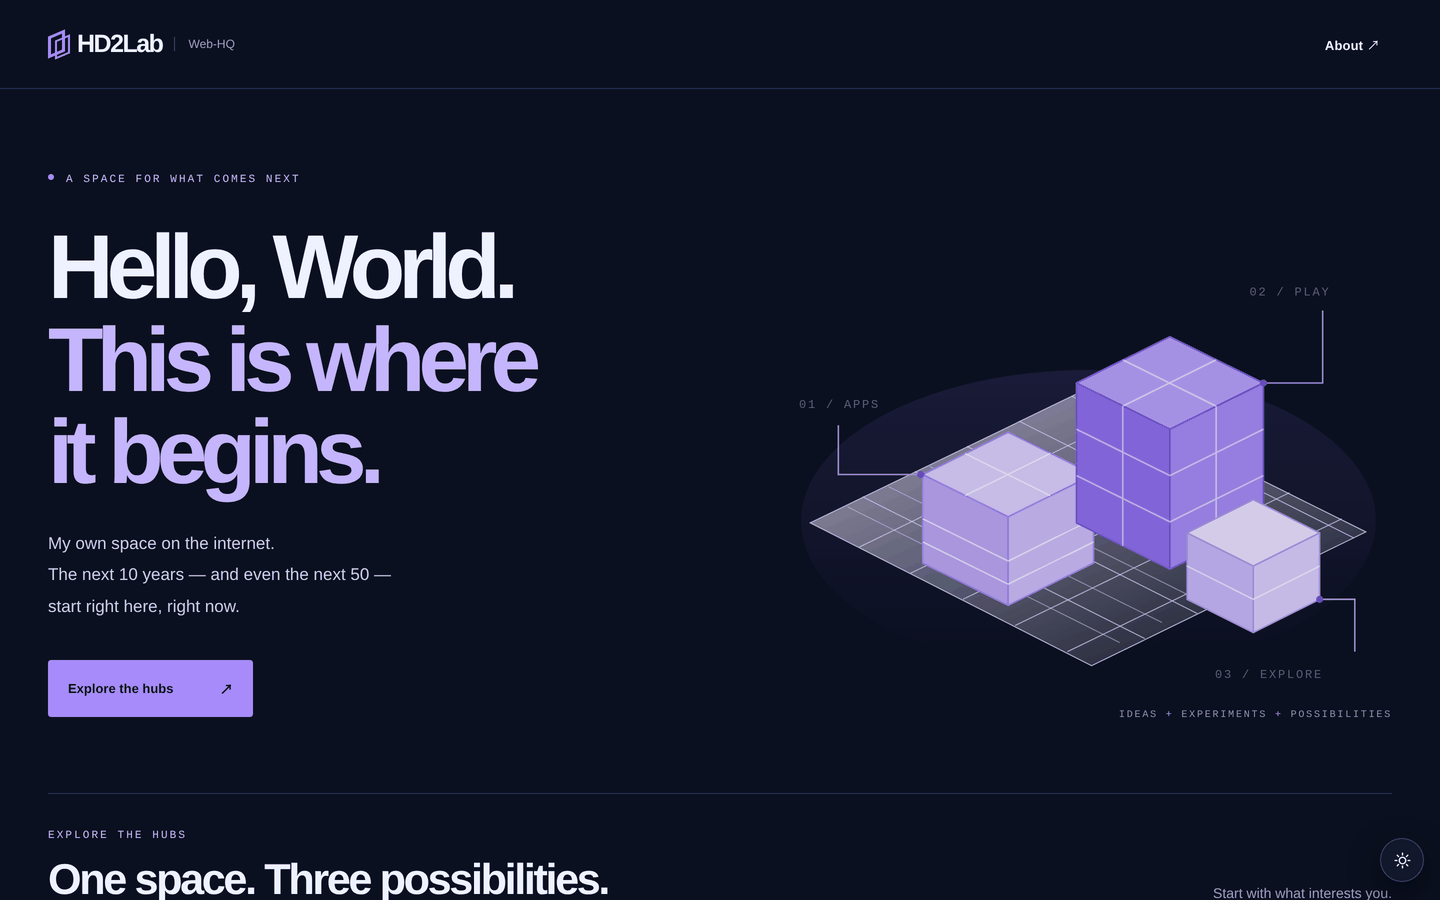 HD2Lab
Web-HQ
About ↗
A SPACE FOR WHAT COMES NEXT
Hello, World.
This is where
it begins.
My own space on the internet.
The next 10 years — and even the next 50 —
start right here, right now.
Explore the hubs ↗
02 / PLAY
01 / APPS
03 / EXPLORE
IDEAS + EXPERIMENTS + POSSIBILITIES
EXPLORE THE HUBS
One space. Three possibilities.
Start with what interests you.